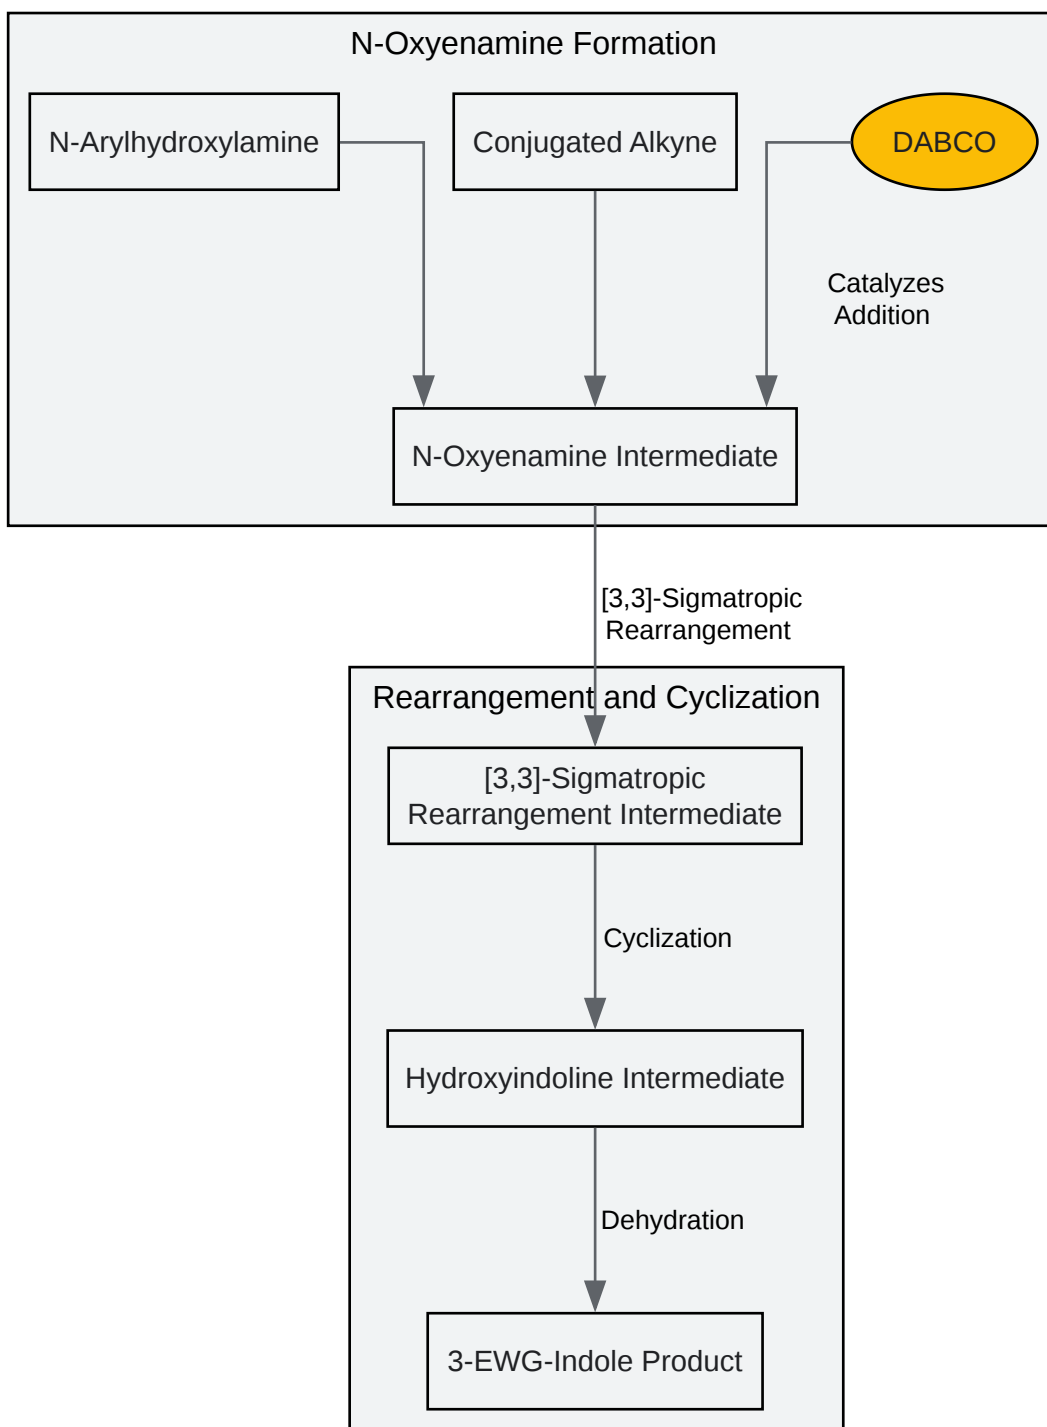 N-Oxyenamine Formation
N-Arylhydroxylamine
Conjugated Alkyne
DABCO
Catalyzes
Addition
N-Oxyenamine Intermediate
[3,3]-Sigmatropic
Rearrangement
Rearrangement and Cyclization
[3,3]-Sigmatropic
Rearrangement Intermediate
Cyclization
Hydroxyindoline Intermediate
Dehydration
3-EWG-Indole Product